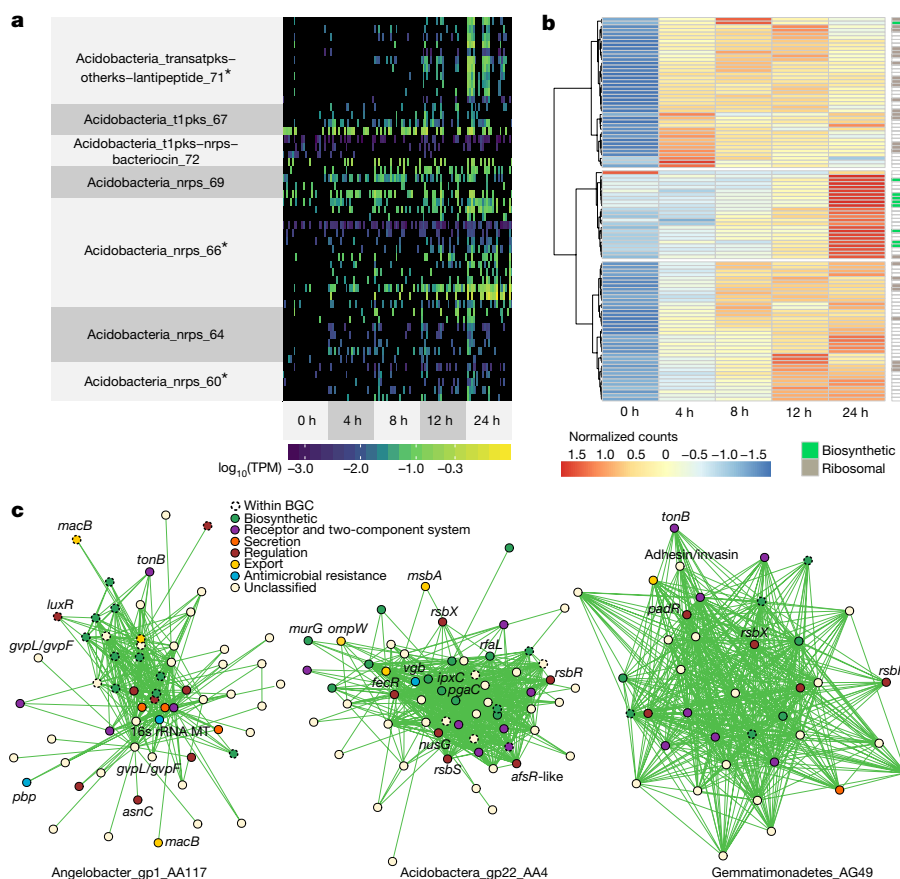 a
Acidobacteria_transatpks–
otherks–lantipeptide_71*
Acidobacteria_t1pks_67
Acidobacteria_t1pks–nrps–
bacteriocin_72
Acidobacteria_nrps_69
Acidobacteria_nrps_66*
Acidobacteria_nrps_64
Acidobacteria_nrps_60*
0 h 4 h 8 h 12 h 24 h
log10(TPM) −3.0 −2.0 −1.0 −0.3
b
0 h 4 h 8 h 12 h 24 h
Normalized counts
1.5 1.0 0.5 0 −0.5 −1.0 −1.5
Biosynthetic
Ribosomal
c
Within BGC
Biosynthetic
Receptor and two-component system
Secretion
Regulation
Export
Antimicrobial resistance
Unclassified
macB
tonB
luxR
gvpL/gvpF
16s rRNA MT
gvpL/gvpF
pbp
asnC
macB
Angelobacter_gp1_AA117
msbA
rsbX
murG ompW
rfaL
vgb
lpxC
rsbR
fecR
pgaC
nusG
rsbS
afsR-like
Acidobactera_gp22_AA4
tonB
Adhesin/invasin
padR
rsbX
Gemmatimonadetes_AG49